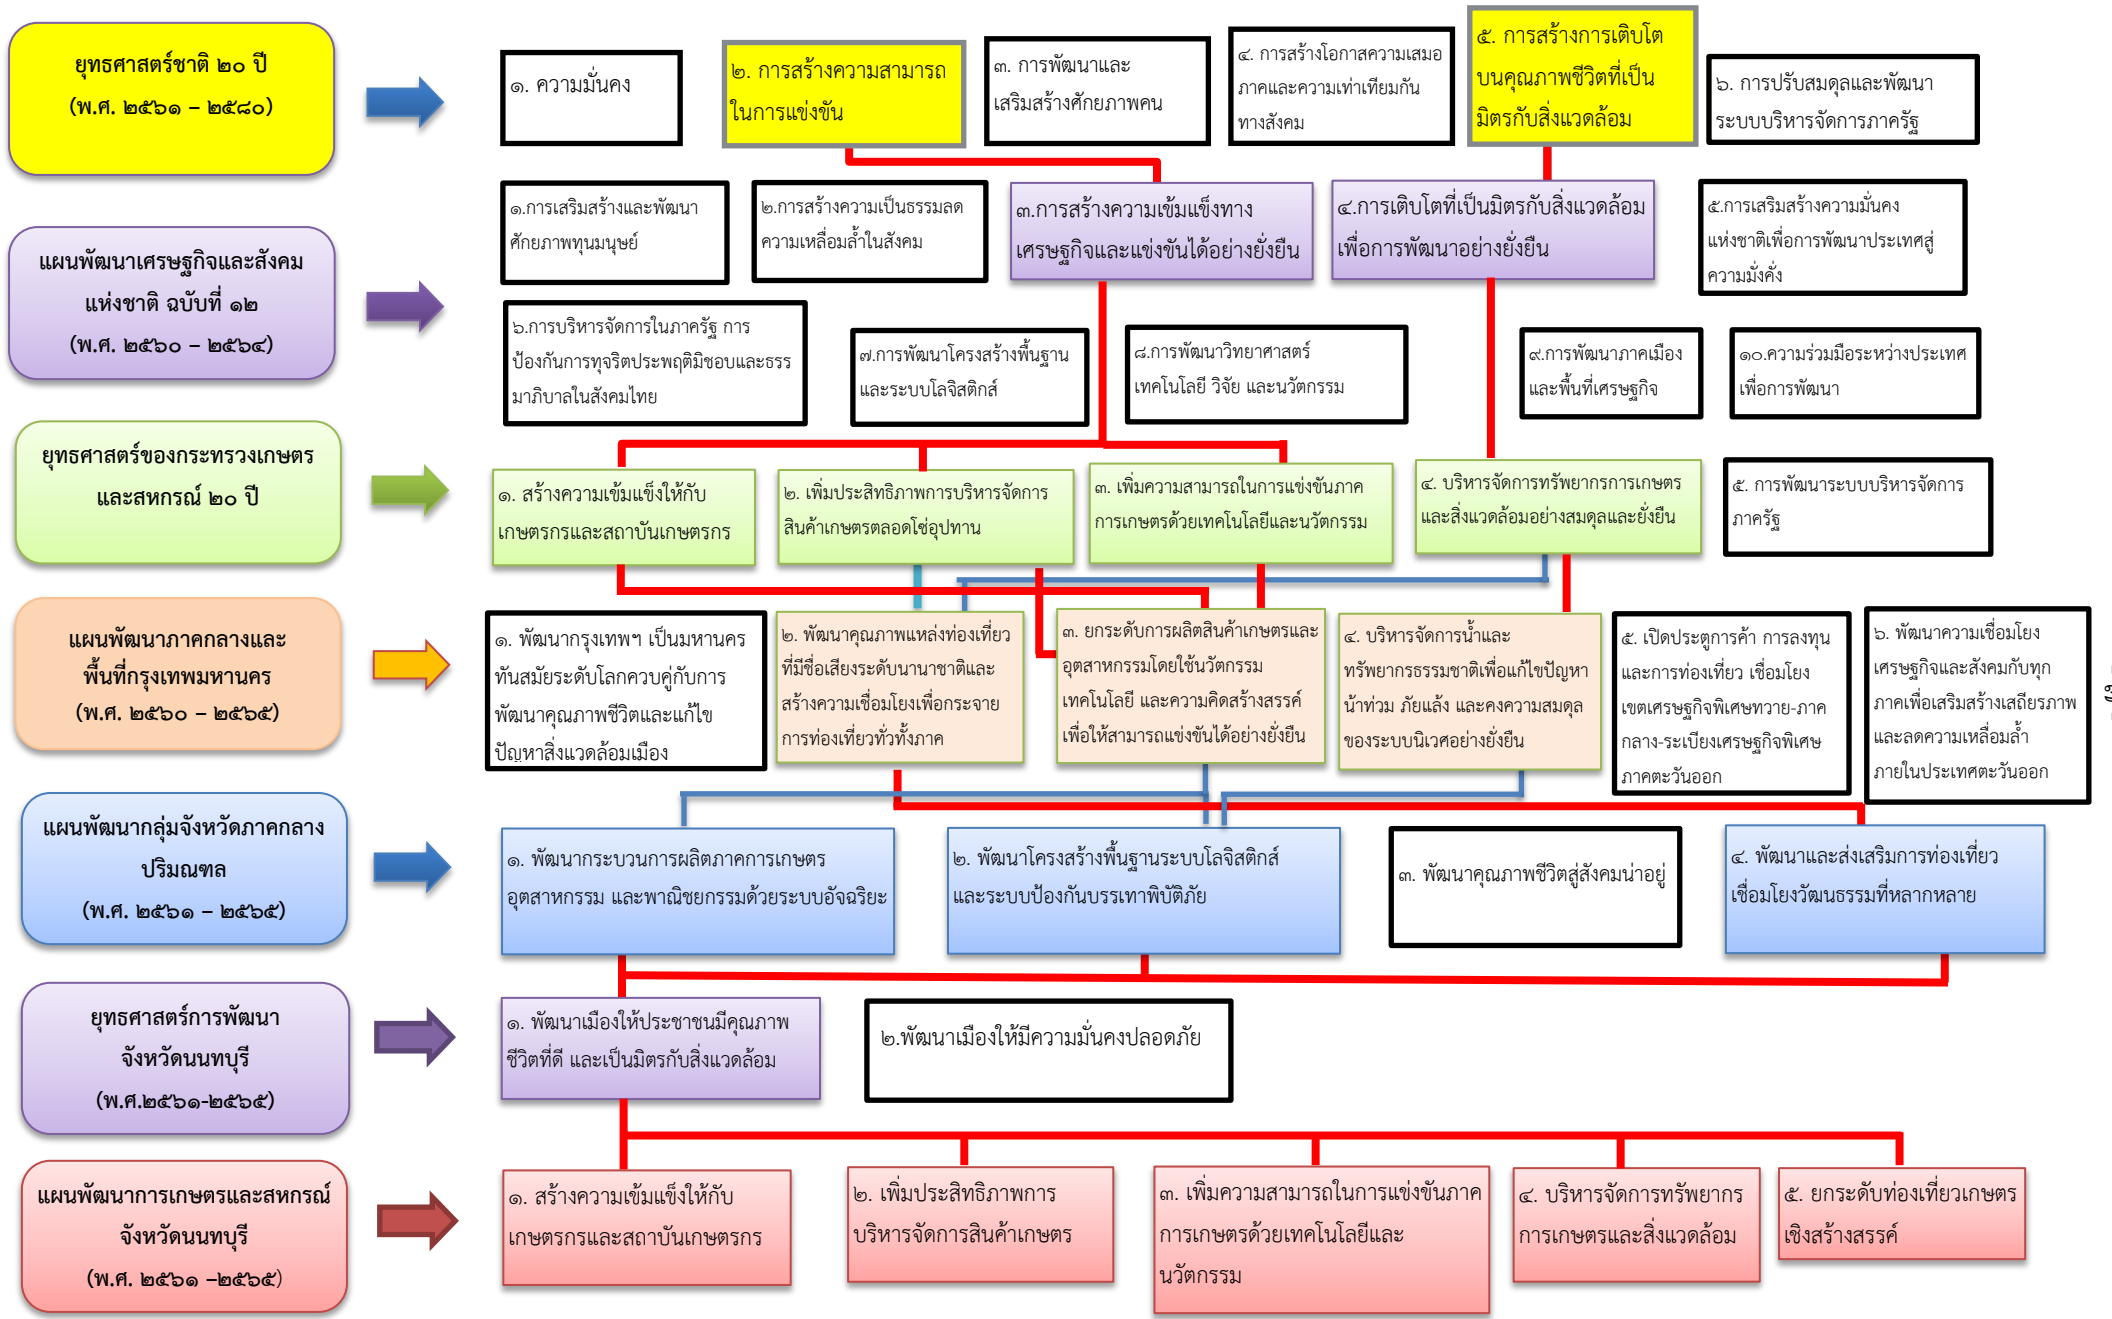 ยุทธศาสตร์ชาติ ๒๐ ปี
(พ.ศ. ๒๕๖๑ – ๒๕๘๐)
๑. ความมั่นคง
๒. การสร้างความสามารถ
ในการแข่งขัน
๓. การพัฒนาและ
เสริมสร้างศักยภาพคน
๔. การสร้างโอกาสความเสมอ
ภาคและความเท่าเทียมกัน
ทางสังคม
๕. การสร้างการเติบโต
บนคุณภาพชีวิตที่เป็น
มิตรกับสิ่งแวดล้อม
๖. การปรับสมดุลและพัฒนา
ระบบบริหารจัดการภาครัฐ
แผนพัฒนาเศรษฐกิจและสังคม
แห่งชาติ ฉบับที่ ๑๒
(พ.ศ. ๒๕๖๐ – ๒๕๖๔)
๑.การเสริมสร้างและพัฒนา
ศักยภาพทุนมนุษย์
๒.การสร้างความเป็นธรรมลด
ความเหลื่อมล้ำในสังคม
๓.การสร้างความเข้มแข็งทาง
เศรษฐกิจและแข่งขันได้อย่างยั่งยืน
๔.การเติบโตที่เป็นมิตรกับสิ่งแวดล้อม
เพื่อการพัฒนาอย่างยั่งยืน
๕.การเสริมสร้างความมั่นคง
แห่งชาติเพื่อการพัฒนาประเทศสู่
ความมั่งคั่ง
๖.การบริหารจัดการในภาครัฐ การ
ป้องกันการทุจริตประพฤติมิชอบและธรร
มาภิบาลในสังคมไทย
๗.การพัฒนาโครงสร้างพื้นฐาน
และระบบโลจิสติกส์
๘.การพัฒนาวิทยาศาสตร์
เทคโนโลยี วิจัย และนวัตกรรม
๙.การพัฒนาภาคเมือง
และพื้นที่เศรษฐกิจ
๑๐.ความร่วมมือระหว่างประเทศ
เพื่อการพัฒนา
ยุทธศาสตร์ของกระทรวงเกษตร
และสหกรณ์ ๒๐ ปี
๑. สร้างความเข้มแข็งให้กับ
เกษตรกรและสถาบันเกษตรกร
๒. เพิ่มประสิทธิภาพการบริหารจัดการ
สินค้าเกษตรตลอดโซ่อุปทาน
๓. เพิ่มความสามารถในการแข่งขันภาค
การเกษตรด้วยเทคโนโลยีและนวัตกรรม
๔. บริหารจัดการทรัพยากรการเกษตร
และสิ่งแวดล้อมอย่างสมดุลและยั่งยืน
๕. การพัฒนาระบบบริหารจัดการ
ภาครัฐ
แผนพัฒนาภาคกลางและ
พื้นที่กรุงเทพมหานคร
(พ.ศ. ๒๕๖๐ – ๒๕๖๕)
๑. พัฒนากรุงเทพฯ เป็นมหานคร
ทันสมัยระดับโลกควบคู่กับการ
พัฒนาคุณภาพชีวิตและแก้ไข
ปัญหาสิ่งแวดล้อมเมือง
๒. พัฒนาคุณภาพแหล่งท่องเที่ยว
ที่มีชื่อเสียงระดับนานาชาติและ
สร้างความเชื่อมโยงเพื่อกระจาย
การท่องเที่ยวทั่วทั้งภาค
๓. ยกระดับการผลิตสินค้าเกษตรและ
อุตสาหกรรมโดยใช้นวัตกรรม
เทคโนโลยี และความคิดสร้างสรรค์
เพื่อให้สามารถแข่งขันได้อย่างยั่งยืน
๔. บริหารจัดการน้ำและ
ทรัพยากรธรรมชาติเพื่อแก้ไขปัญหา
น้ำท่วม ภัยแล้ง และคงความสมดุล
ของระบบนิเวศอย่างยั่งยืน
๕. เปิดประตูการค้า การลงทุน
และการท่องเที่ยว เชื่อมโยง
เขตเศรษฐกิจพิเศษทวาย-ภาค
กลาง-ระเบียงเศรษฐกิจพิเศษ
ภาคตะวันออก
๖. พัฒนาความเชื่อมโยง
เศรษฐกิจและสังคมกับทุก
ภาคเพื่อเสริมสร้างเสถียรภาพ
และลดความเหลื่อมล้ำ
ภายในประเทศตะวันออก
แผนพัฒนากลุ่มจังหวัดภาคกลาง
ปริมณฑล
(พ.ศ. ๒๕๖๑ – ๒๕๖๕)
๑. พัฒนากระบวนการผลิตภาคการเกษตร
อุตสาหกรรม และพาณิชยกรรมด้วยระบบอัจฉริยะ
๒. พัฒนาโครงสร้างพื้นฐานระบบโลจิสติกส์
และระบบป้องกันบรรเทาพิบัติภัย
๓. พัฒนาคุณภาพชีวิตสู่สังคมน่าอยู่
๔. พัฒนาและส่งเสริมการท่องเที่ยว
เชื่อมโยงวัฒนธรรมที่หลากหลาย
ยุทธศาสตร์การพัฒนา
จังหวัดนนทบุรี
(พ.ศ.๒๕๖๑-๒๕๖๕)
๑. พัฒนาเมืองให้ประชาชนมีคุณภาพ
ชีวิตที่ดี และเป็นมิตรกับสิ่งแวดล้อม
๒.พัฒนาเมืองให้มีความมั่นคงปลอดภัย
แผนพัฒนาการเกษตรและสหกรณ์
จังหวัดนนทบุรี
(พ.ศ. ๒๕๖๑ –๒๕๖๕)
๑. สร้างความเข้มแข็งให้กับ
เกษตรกรและสถาบันเกษตรกร
๒. เพิ่มประสิทธิภาพการ
บริหารจัดการสินค้าเกษตร
๓. เพิ่มความสามารถในการแข่งขันภาค
การเกษตรด้วยเทคโนโลยีและ
นวัตกรรม
๔. บริหารจัดการทรัพยากร
การเกษตรและสิ่งแวดล้อม
๕. ยกระดับท่องเที่ยวเกษตร
เชิงสร้างสรรค์